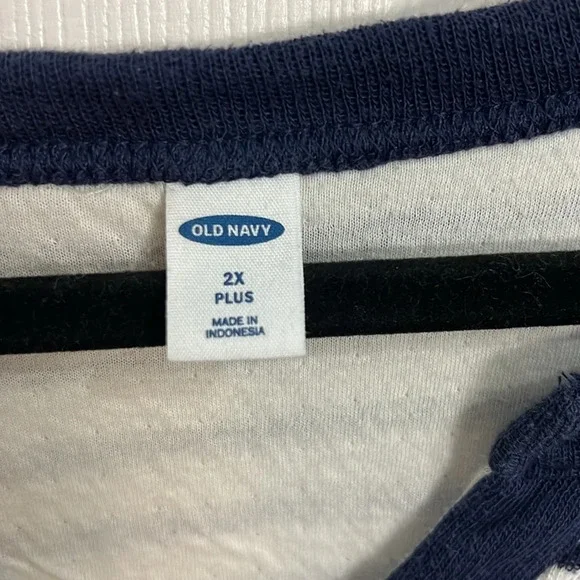 OLD NAVY
2X
PLUS
MADE IN
INDONESIA